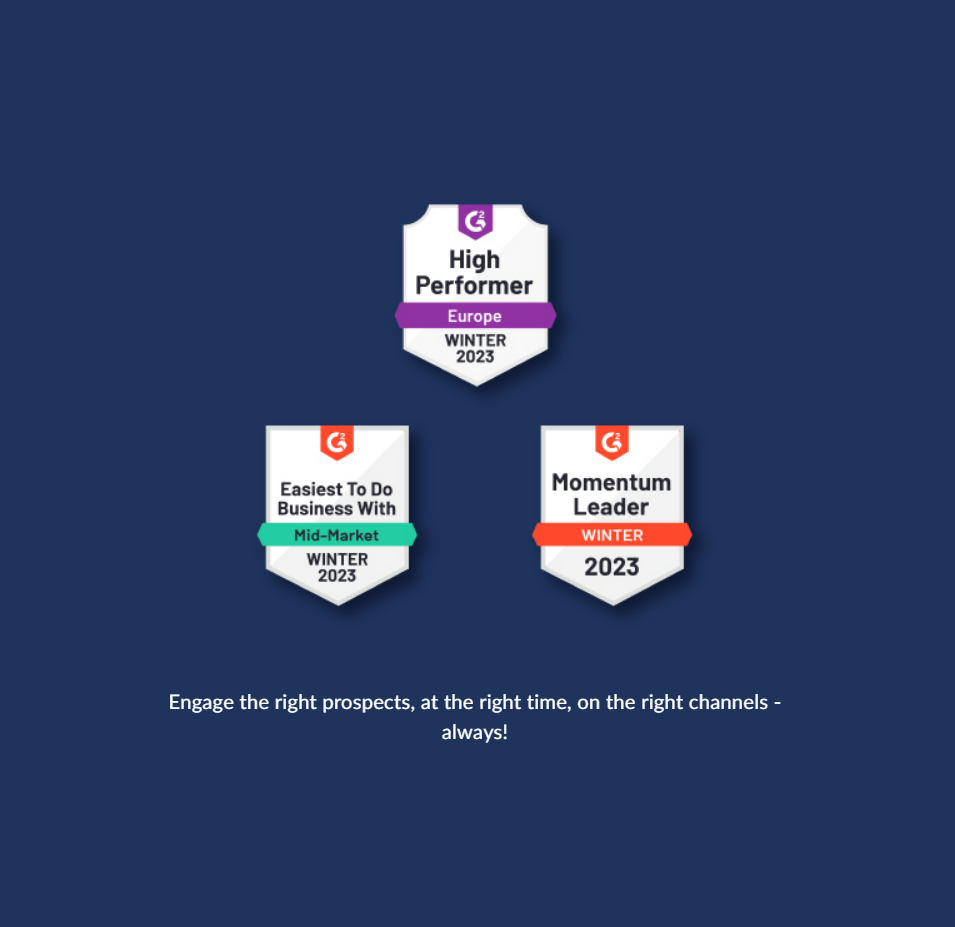 G2
High
Performer
Europe
WINTER
2023
G2
Easiest To Do
Business With
Mid-Market
WINTER
2023
G2
Momentum
Leader
WINTER
2023
Engage the right prospects, at the right time, on the right channels -
always!